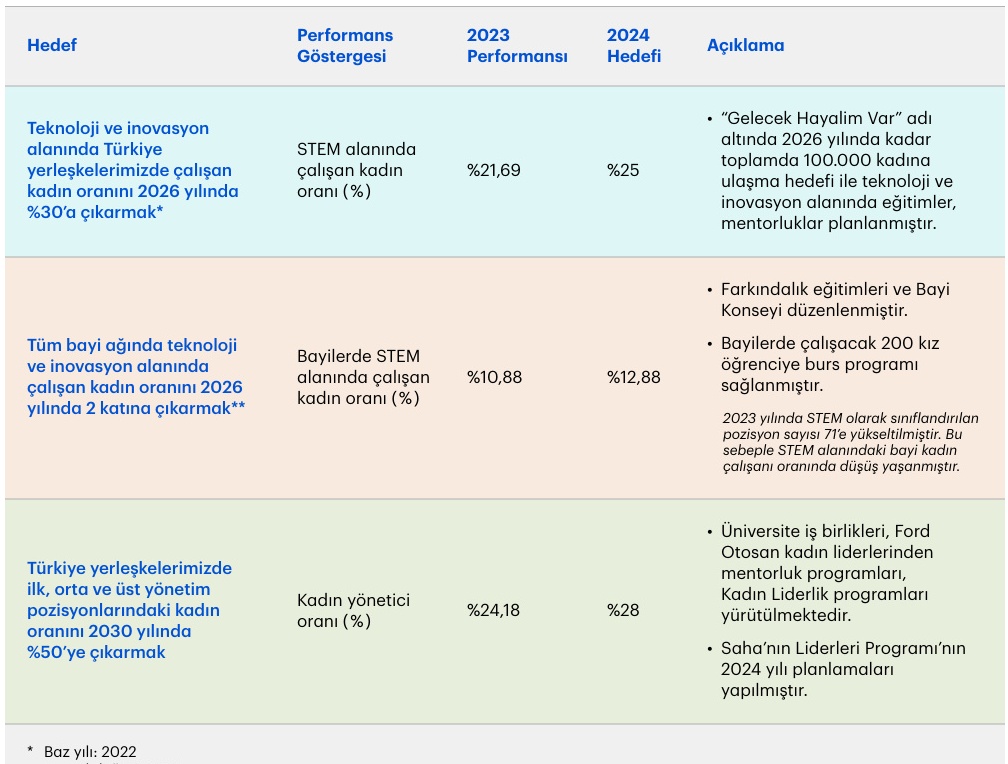 Hedef
Performans
Göstergesi
2023
Performansı
2024
Hedefi
Açıklama
Teknoloji ve inovasyon
alanında Türkiye
yerleşkelerimizde çalışan
kadın oranını 2026 yılında
%30’a çıkarmak*
STEM alanında
çalışan kadın
oranı (%)
%21,69
%25
• “Gelecek Hayalim Var” adı
altında 2026 yılında kadar
toplamda 100.000 kadına
ulaşma hedefi ile teknoloji ve
inovasyon alanında eğitimler,
mentorluklar planlanmıştır.
Tüm bayi ağında teknoloji
ve inovasyon alanında
çalışan kadın oranını 2026
yılında 2 katına çıkarmak**
Bayilerde STEM
alanında çalışan
kadın oranı (%)
%10,88
%12,88
• Farkındalık eğitimleri ve Bayi
Konseyi düzenlenmiştir.
• Bayilerde çalışacak 200 kız
öğrenciye burs programı
sağlanmıştır.
2023 yılında STEM olarak sınıflandırılan
pozisyon sayısı 71’e yükseltilmiştir. Bu
sebeple STEM alanındaki bayi kadın
çalışanı oranında düşüş yaşanmıştır.
Türkiye yerleşkelerimizde
ilk, orta ve üst yönetim
pozisyonlarındaki kadın
oranını 2030 yılında
%50’ye çıkarmak
Kadın yönetici
oranı (%)
%24,18
%28
• Üniversite iş birlikleri, Ford
Otosan kadın liderlerinden
mentorluk programları,
Kadın Liderlik programları
yürütülmektedir.
• Saha’nın Liderleri Programı’nın
2024 yılı planlamaları
yapılmıştır.
* Baz yılı: 2022